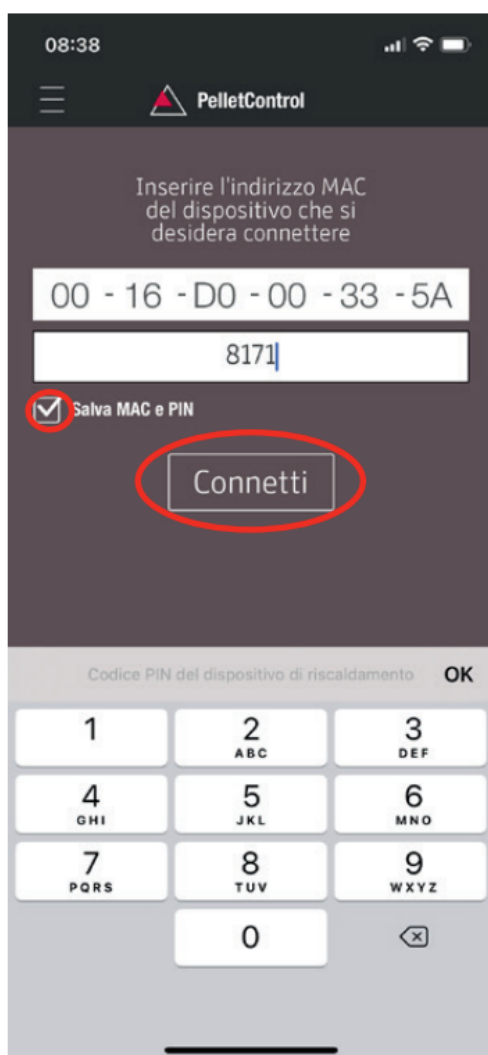 08:38
PelletControl
Inserire l'indirizzo MAC
del dispositivo che si
desidera connettere
00 - 16 - D0 - 00 - 33 - 5A
8171
Salva MAC e PIN
Connetti
Codice PIN del dispositivo di riscaldamento OK
1 2 3
ABC DEF
4 5 6
GHI JKL MNO
7 8 9
PQRS TUV WXYZ
0